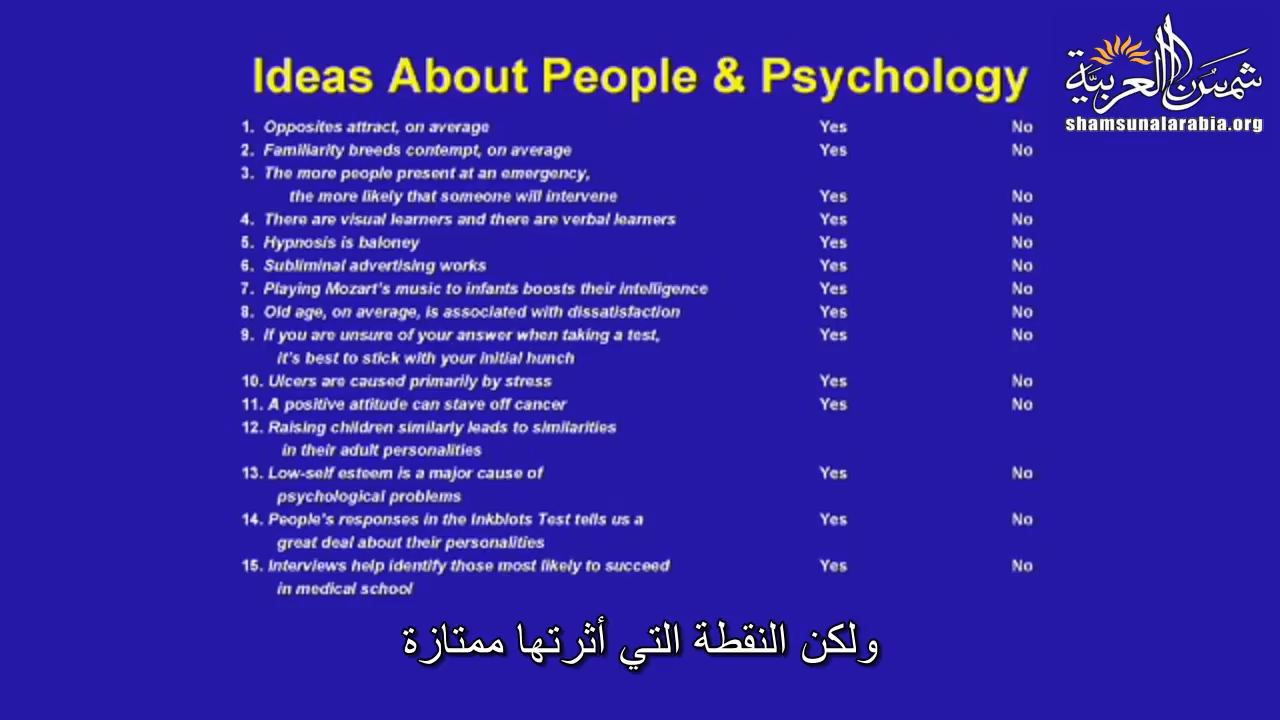 شمسُنَا العربيّة
shamsunalarabia.org
Ideas About People & Psychology
1. Opposites attract, on average Yes No
2. Familiarity breeds contempt, on average Yes No
3. The more people present at an emergency,
the more likely that someone will intervene Yes No
4. There are visual learners and there are verbal learners Yes No
5. Hypnosis is baloney Yes No
6. Subliminal advertising works Yes No
7. Playing Mozart's music to infants boosts their intelligence Yes No
8. Old age, on average, is associated with dissatisfaction Yes No
9. If you are unsure of your answer when taking a test, Yes No
it's best to stick with your initial hunch
10. Ulcers are caused primarily by stress Yes No
11. A positive attitude can stave off cancer Yes No
12. Raising children similarly leads to similarities
in their adult personalities
13. Low-self esteem is a major cause of Yes No
psychological problems
14. People's responses in the Inkblots Test tells us a Yes No
great deal about their personalities
15. Interviews help identify those most likely to succeed Yes No
in medical school
ولكن النقطة التي أثرتها ممتازة